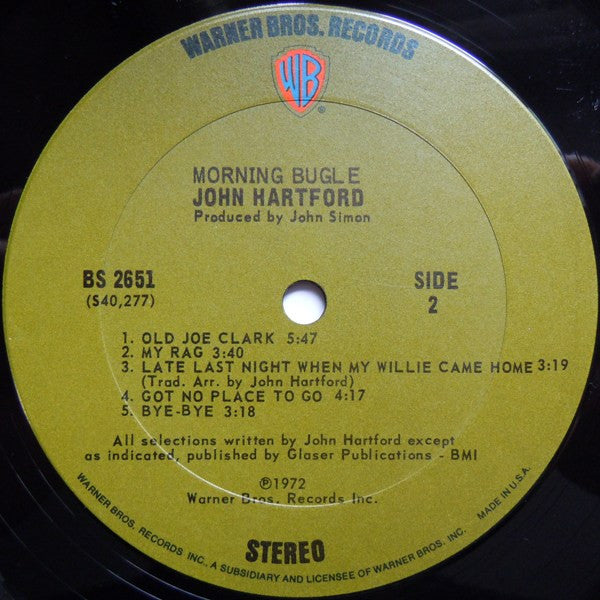 WARNER BROS. RECORDS
WB
®
MORNING BUGLE
JOHN HARTFORD
Produced by John Simon
BS 2651
(S40,277)
SIDE
2
1. OLD JOE CLARK 5:47
2. MY RAG 3:40
3. LATE LAST NIGHT WHEN MY WILLIE CAME HOME 3:19
(Trad. Arr. by John Hartford)
4. GOT NO PLACE TO GO 4:17
5. BYE-BYE 3:18
All selections written by John Hartford except
as indicated, published by Glaser Publications - BMI
℗1972
Warner Bros. Records Inc.
STEREO
WARNER BROS. RECORDS INC., A SUBSIDIARY AND LICENSEE OF WARNER BROS. INC. MADE IN U.S.A.